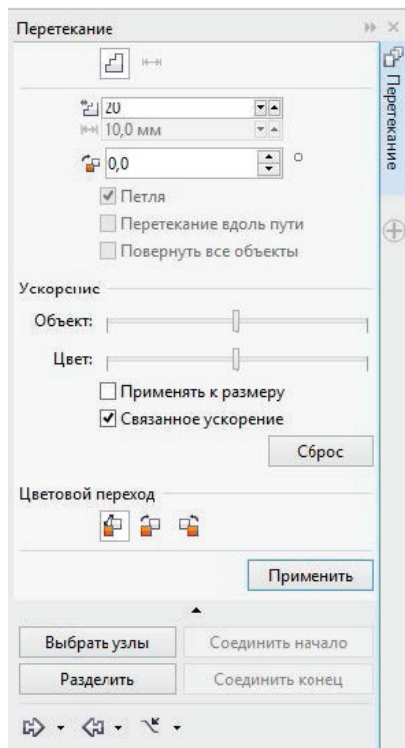 Перетекание
Перетекание
20
10,0 мм
0,0 °
Петля
Перетекание вдоль пути
Повернуть все объекты
Ускорение
Объект:
Цвет:
Применять к размеру
Связанное ускорение
Сброс
Цветовой переход
Применить
Выбрать узлы Соединить начало
Разделить Соединить конец